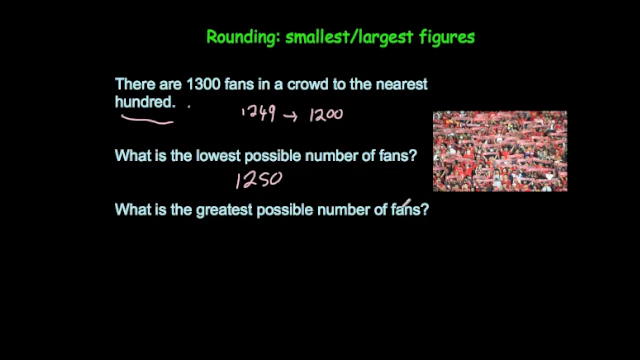 Rounding: smallest/largest figures
There are 1300 fans in a crowd to the nearest
hundred.
1249 → 1200
What is the lowest possible number of fans?
1250
What is the greatest possible number of fans?